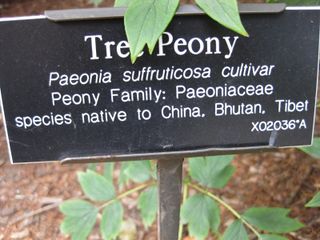 Tree Peony
Paeonia suffruticosa cultivar
Peony Family: Paeoniaceae
species native to China, Bhutan, Tibet
X02036*A